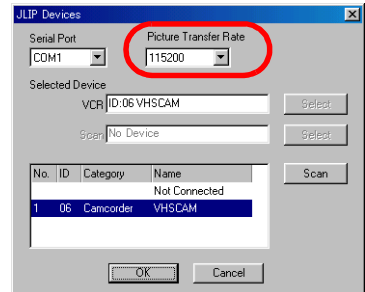 JLIP Devices
Serial Port Picture Transfer Rate
COM1 115200
Selected Device
VCR ID:06 VHSCAM Select
Scan No Device Select
No. ID Category Name Scan
Not Connected
1 06 Camcorder VHSCAM
OK Cancel